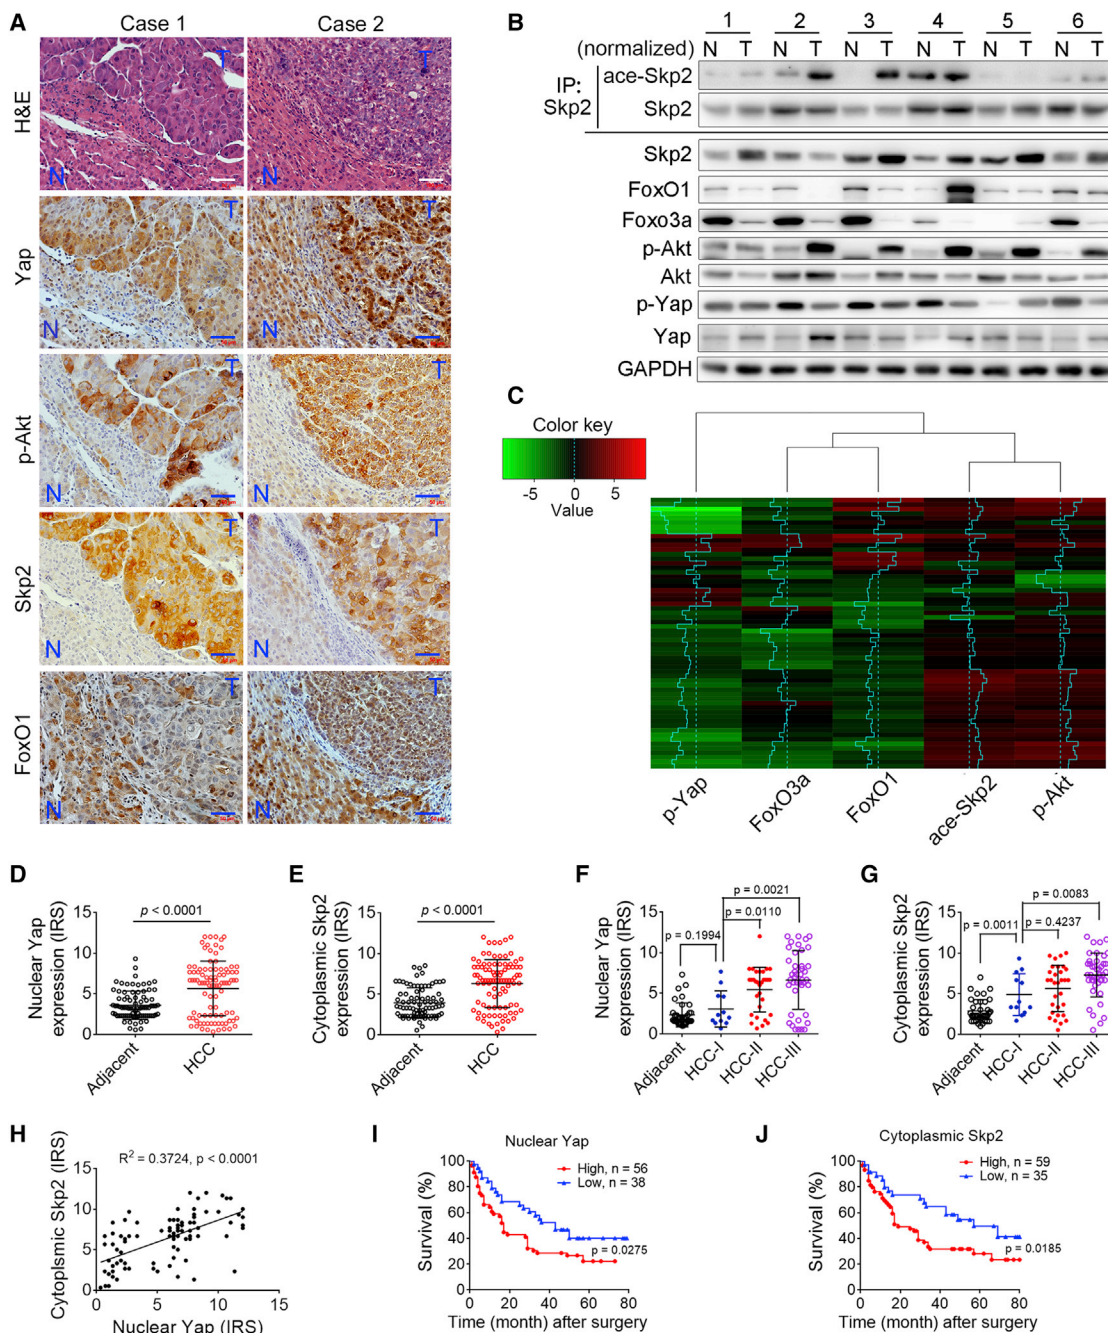 A
Case 1
Case 2
H&E
T
N
T
N
Yap
T
N
T
N
p-Akt
T
N
T
N
Skp2
T
N
T
N
FoxO1
T
N
T
N
B
1 2 3 4 5 6
(normalized) N T N T N T N T N T N T
IP: Skp2
ace-Skp2
Skp2
Skp2
FoxO1
Foxo3a
p-Akt
Akt
p-Yap
Yap
GAPDH
C
Color key
-5 0 5
Value
p-Yap
FoxO3a
FoxO1
ace-Skp2
p-Akt
D
Nuclear Yap
expression (IRS)
15
10
5
0
p < 0.0001
Adjacent
HCC
E
Cytoplasmic Skp2
expression (IRS)
15
10
5
0
p < 0.0001
Adjacent
HCC
F
Nuclear Yap
expression (IRS)
15
10
5
0
p = 0.0021
p = 0.0110
p = 0.1994
Adjacent
HCC-I
HCC-II
HCC-III
G
Cytoplasmic Skp2
expression (IRS)
15
10
5
0
p = 0.0083
p = 0.4237
p = 0.0011
Adjacent
HCC-I
HCC-II
HCC-III
H
Cytoplsmic Skp2 (IRS)
R2 = 0.3724, p < 0.0001
15
10
5
0
0 5 10 15
Nuclear Yap (IRS)
I
Nuclear Yap
High, n = 56
Low, n = 38
Survival (%)
100
80
60
40
20
0
p = 0.0275
0 20 40 60 80
Time (month) after surgery
J
Cytoplasmic Skp2
High, n = 59
Low, n = 35
Survival (%)
100
80
60
40
20
0
p = 0.0185
0 20 40 60 80
Time (month) after surgery